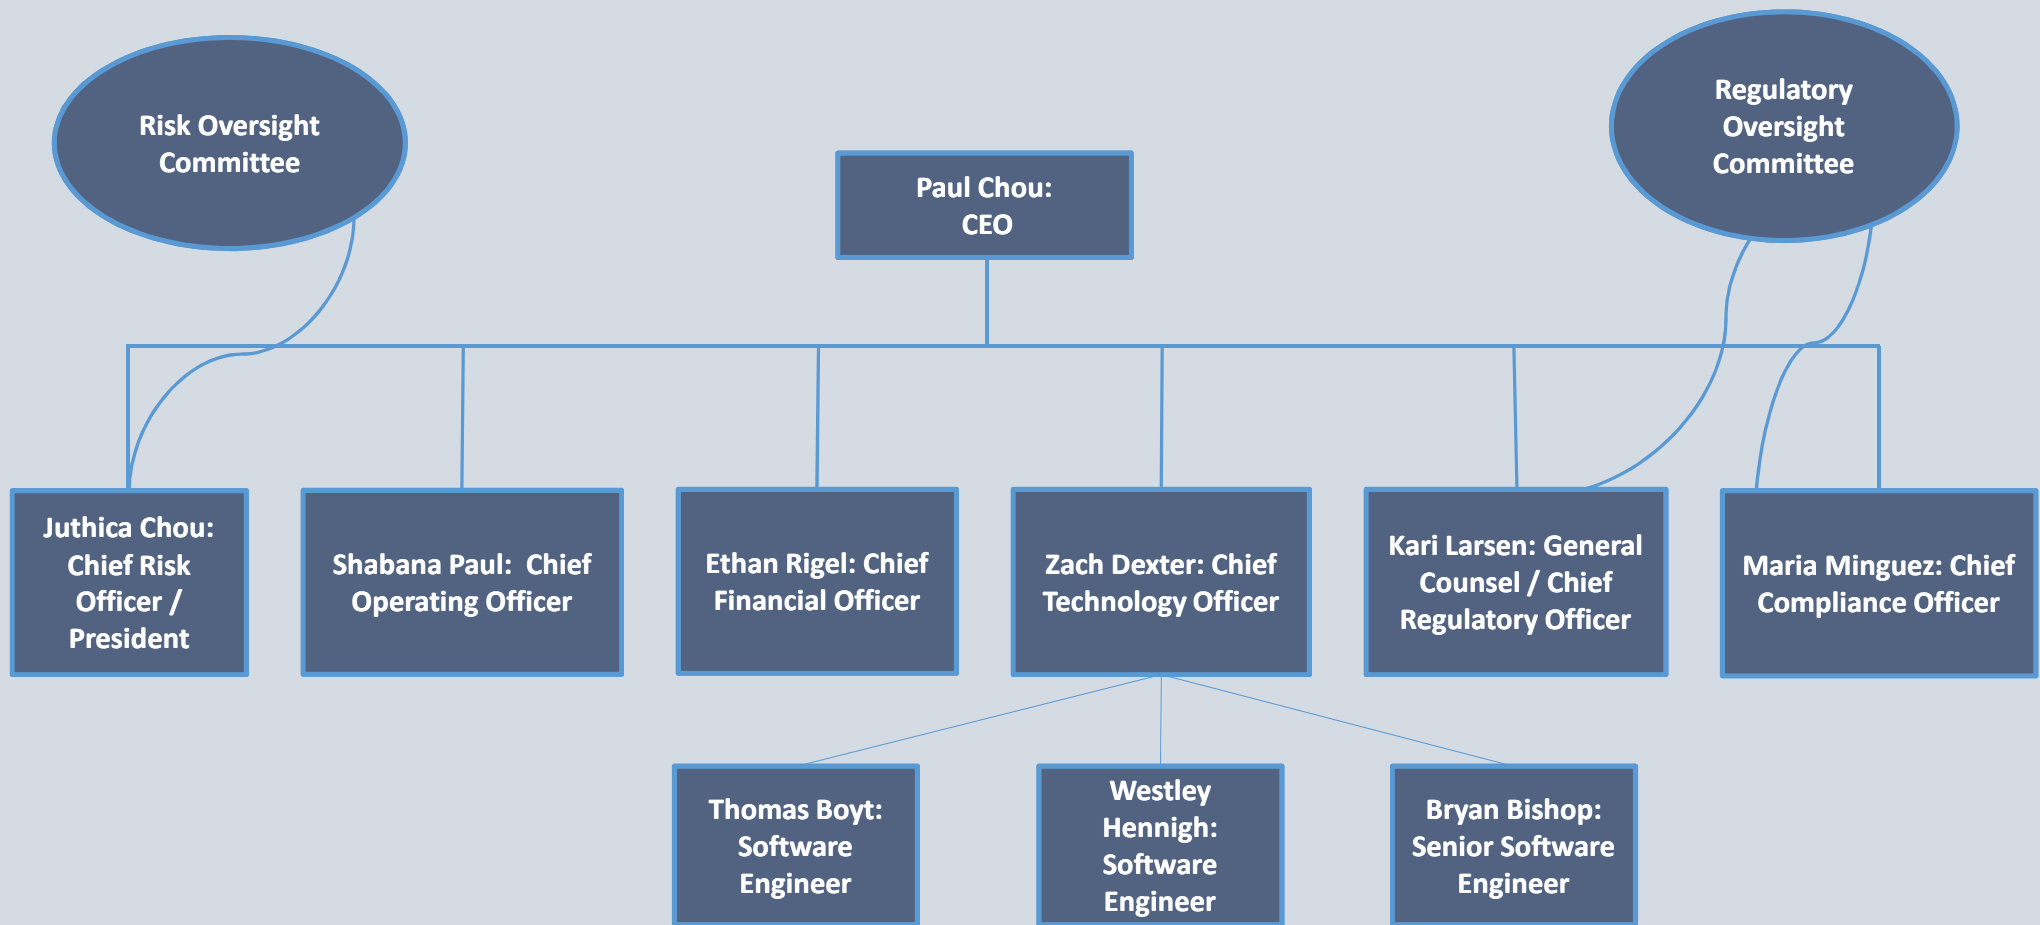 Risk Oversight
Committee
Regulatory
Oversight
Committee
Paul Chou:
CEO
Juthica Chou:
Chief Risk
Officer /
President
Shabana Paul:  Chief
Operating Officer
Ethan Rigel: Chief
Financial Officer
Zach Dexter: Chief
Technology Officer
Kari Larsen: General
Counsel / Chief
Regulatory Officer
Maria Minguez: Chief
Compliance Officer
Thomas Boyt:
Software
Engineer
Westley
Hennigh:
Software
Engineer
Bryan Bishop:
Senior Software
Engineer